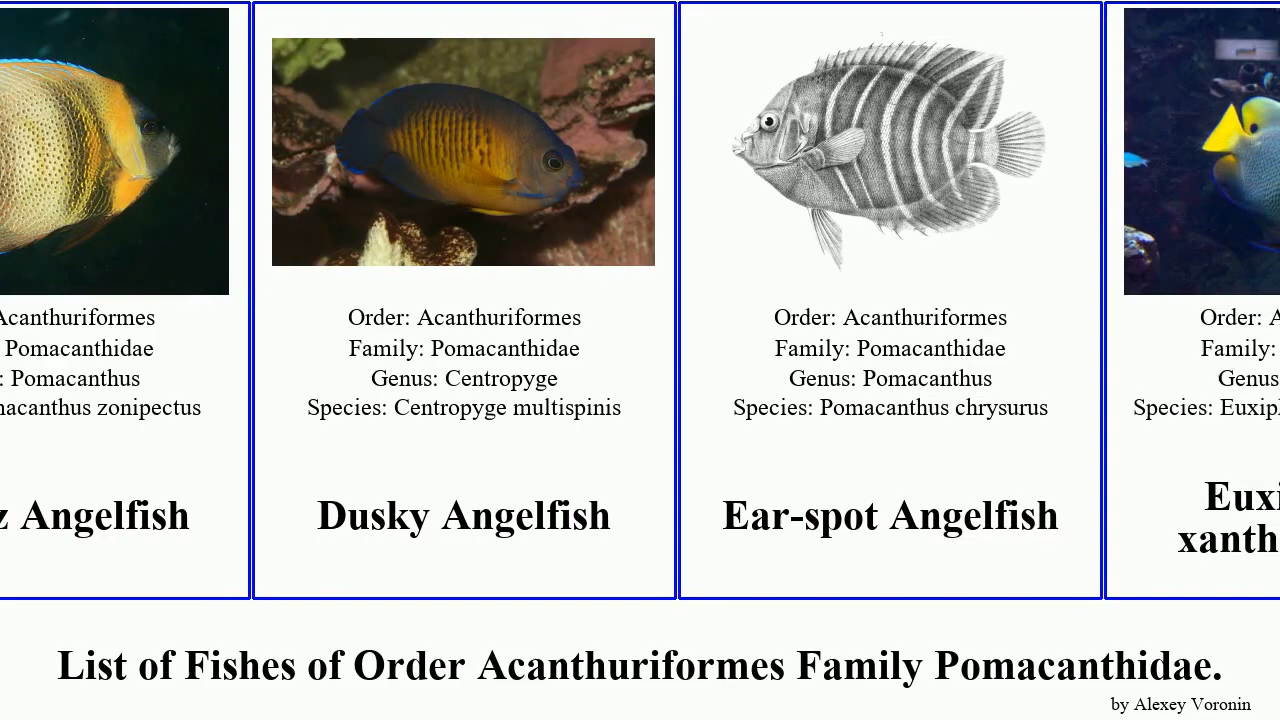 Acanthuriformes
Pomacanthidae
: Pomacanthus
macanthus zonipectus
z Angelfish
Order: Acanthuriformes
Family: Pomacanthidae
Genus: Centropyge
Species: Centropyge multispinis
Dusky Angelfish
Order: Acanthuriformes
Family: Pomacanthidae
Genus: Pomacanthus
Species: Pomacanthus chrysurus
Ear-spot Angelfish
Order: A
Family:
Genus
Species: Euxip
Euxi
xanth
List of Fishes of Order Acanthuriformes Family Pomacanthidae.
by Alexey Voronin